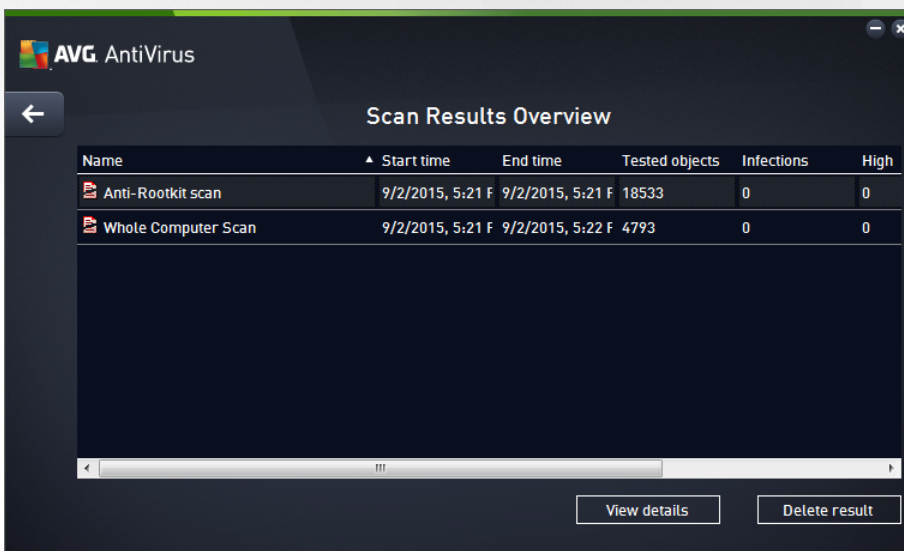 AVG. AntiVirus
Scan Results Overview
Name Start time End time Tested objects Infections High
Anti-Rootkit scan 9/2/2015, 5:21 F 9/2/2015, 5:21 F 18533 0 0
Whole Computer Scan 9/2/2015, 5:21 F 9/2/2015, 5:22 F 4793 0 0
View details Delete result